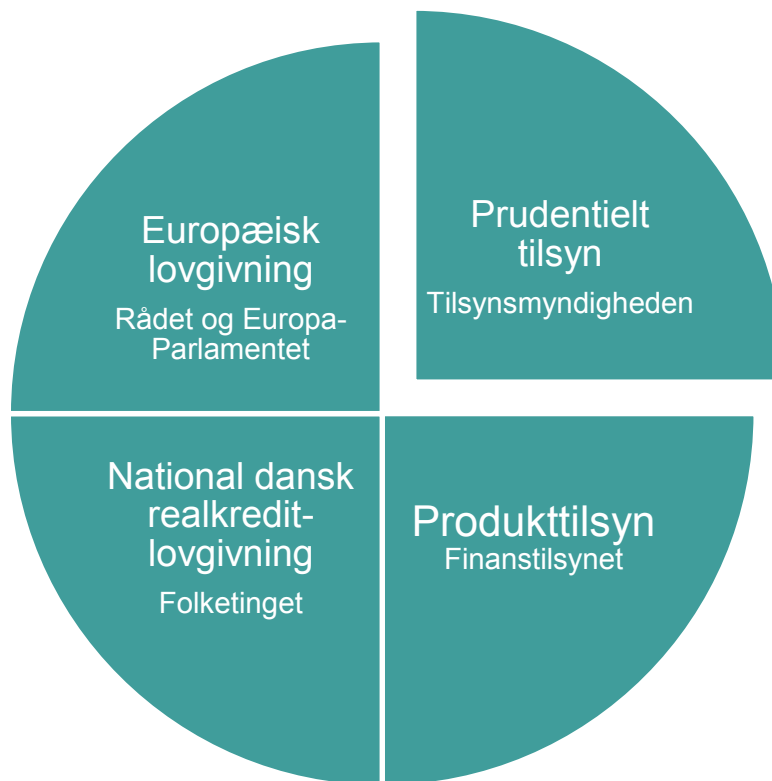 Europæisk
lovgivning
Rådet og Europa-
Parlamentet
Prudentielt
tilsyn
Tilsynsmyndigheden
National dansk
realkredit-
lovgivning
Folketinget
Produkttilsyn
Finanstilsynet